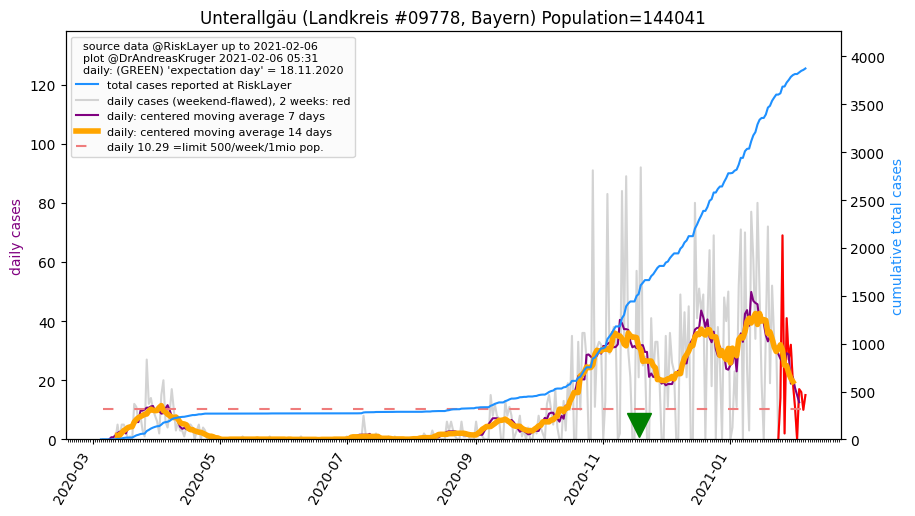 Unterallgäu (Landkreis #09778, Bayern) Population=144041
source data @RiskLayer up to 2021-02-06
plot @DrAndreasKruger 2021-02-06 05:31
daily: (GREEN) 'expectation day' = 18.11.2020
total cases reported at RiskLayer
daily cases (weekend-flawed), 2 weeks: red
daily: centered moving average 7 days
daily: centered moving average 14 days
daily 10.29 =limit 500/week/1mio pop.
daily cases
120
100
80
60
40
20
0
4000
3500
3000
2500
2000
1500
1000
500
0
cumulative total cases
2020-03
2020-05
2020-07
2020-09
2020-11
2021-01